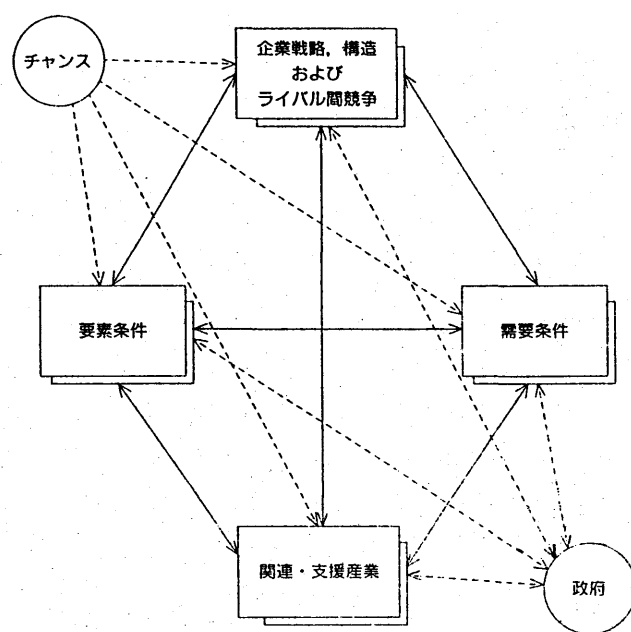 チャンス
企業戦略，構造
および
ライバル間競争
要素条件
需要条件
関連・支援産業
政府